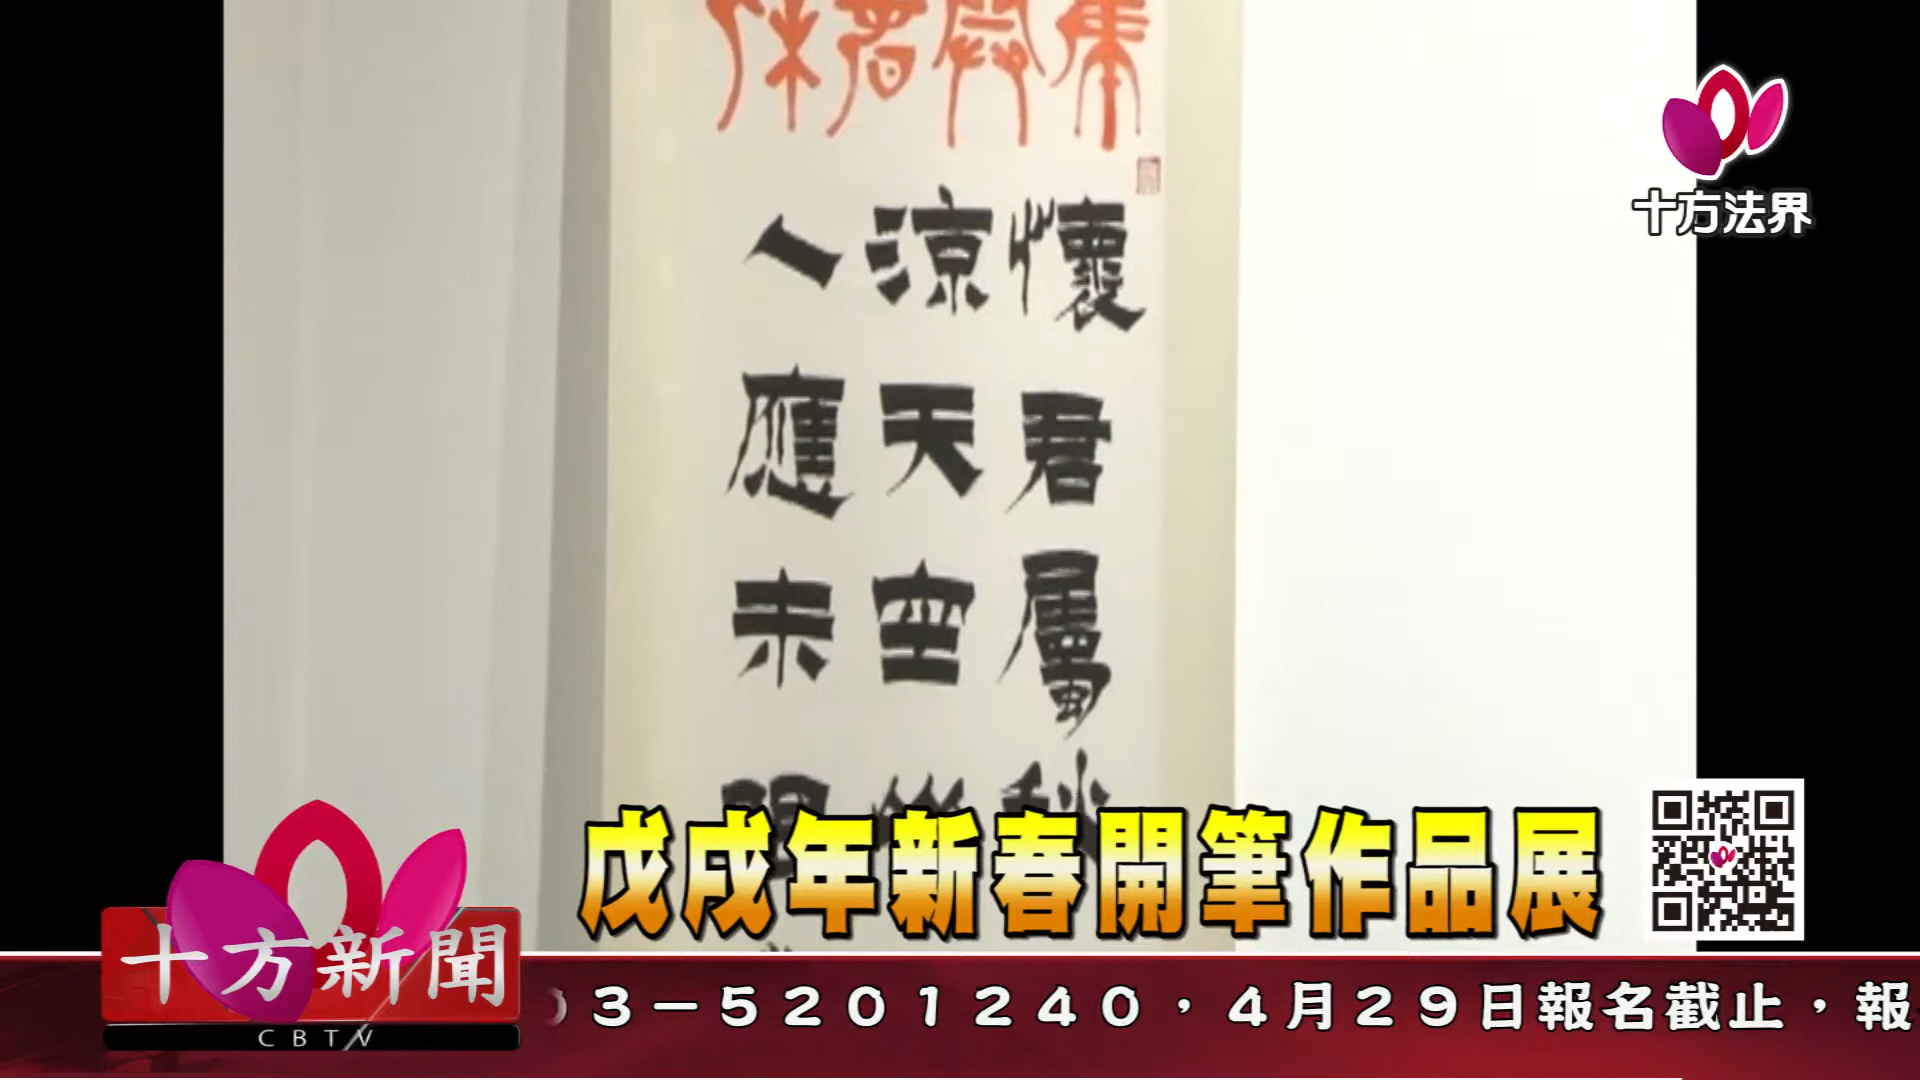 懷君屬秋
涼天空
一應未
十方法界
戊戌年新春開筆作品展
十方新聞
CBTV
03－5201240，4月29日報名截止，報